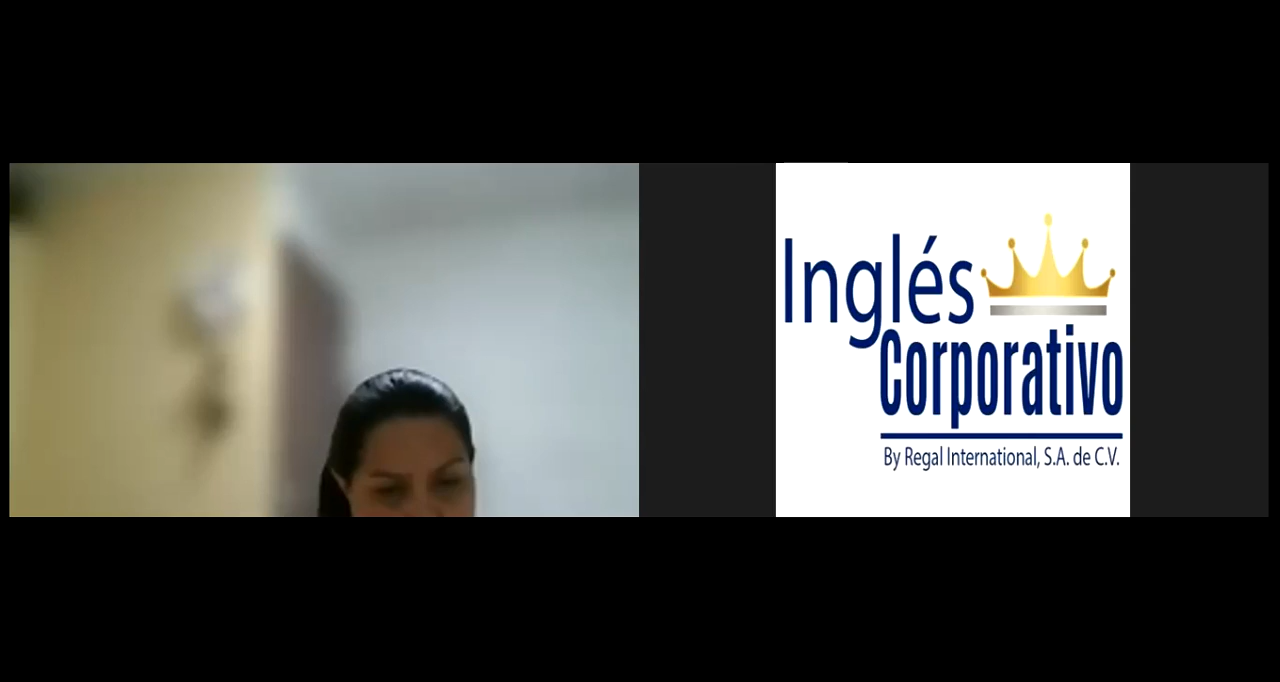 Inglés
Corporativo
By Regal International, S.A. de C.V.